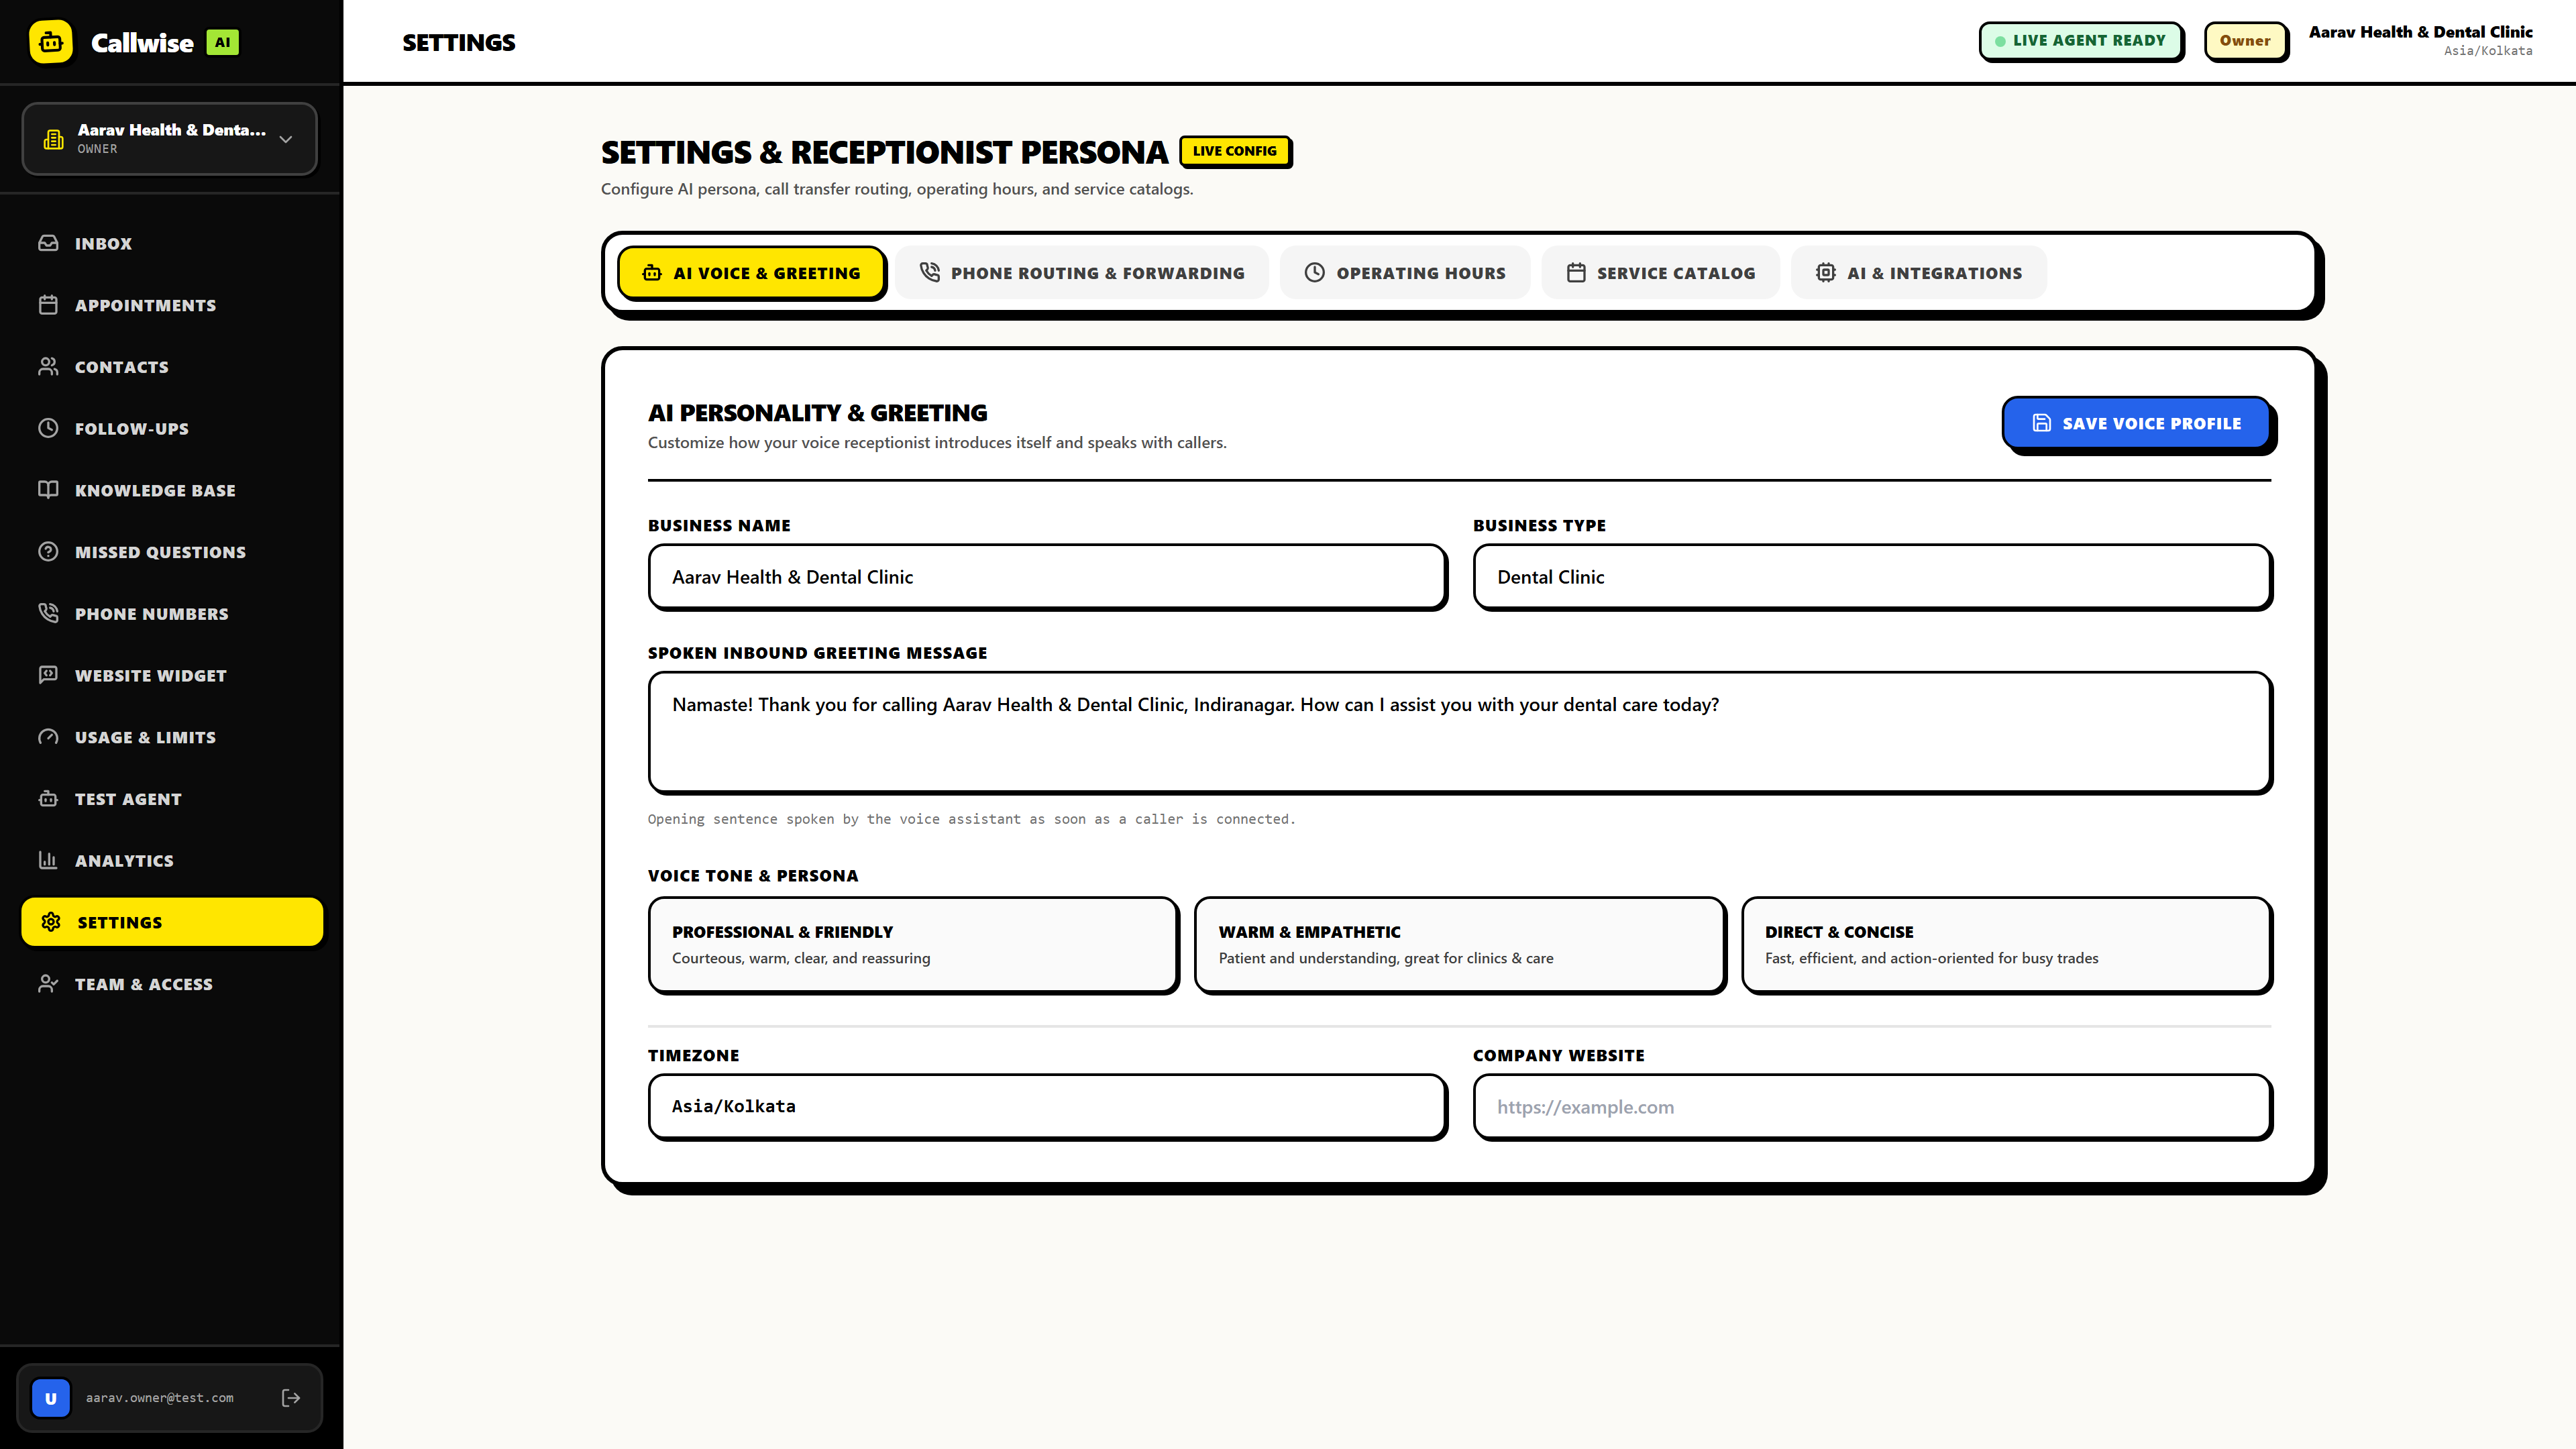 Callwise AI
Aarav Health & Denta...
OWNER
INBOX
APPOINTMENTS
CONTACTS
FOLLOW-UPS
KNOWLEDGE BASE
MISSED QUESTIONS
PHONE NUMBERS
WEBSITE WIDGET
USAGE & LIMITS
TEST AGENT
ANALYTICS
SETTINGS
TEAM & ACCESS
U aarav.owner@test.com
SETTINGS
LIVE AGENT READY
Owner
Aarav Health & Dental Clinic
Asia/Kolkata
SETTINGS & RECEPTIONIST PERSONA LIVE CONFIG
Configure AI persona, call transfer routing, operating hours, and service catalogs.
AI VOICE & GREETING
PHONE ROUTING & FORWARDING
OPERATING HOURS
SERVICE CATALOG
AI & INTEGRATIONS
AI PERSONALITY & GREETING
Customize how your voice receptionist introduces itself and speaks with callers.
SAVE VOICE PROFILE
BUSINESS NAME
Aarav Health & Dental Clinic
BUSINESS TYPE
Dental Clinic
SPOKEN INBOUND GREETING MESSAGE
Namaste! Thank you for calling Aarav Health & Dental Clinic, Indiranagar. How can I assist you with your dental care today?
Opening sentence spoken by the voice assistant as soon as a caller is connected.
VOICE TONE & PERSONA
PROFESSIONAL & FRIENDLY
Courteous, warm, clear, and reassuring
WARM & EMPATHETIC
Patient and understanding, great for clinics & care
DIRECT & CONCISE
Fast, efficient, and action-oriented for busy trades
TIMEZONE
Asia/Kolkata
COMPANY WEBSITE
https://example.com